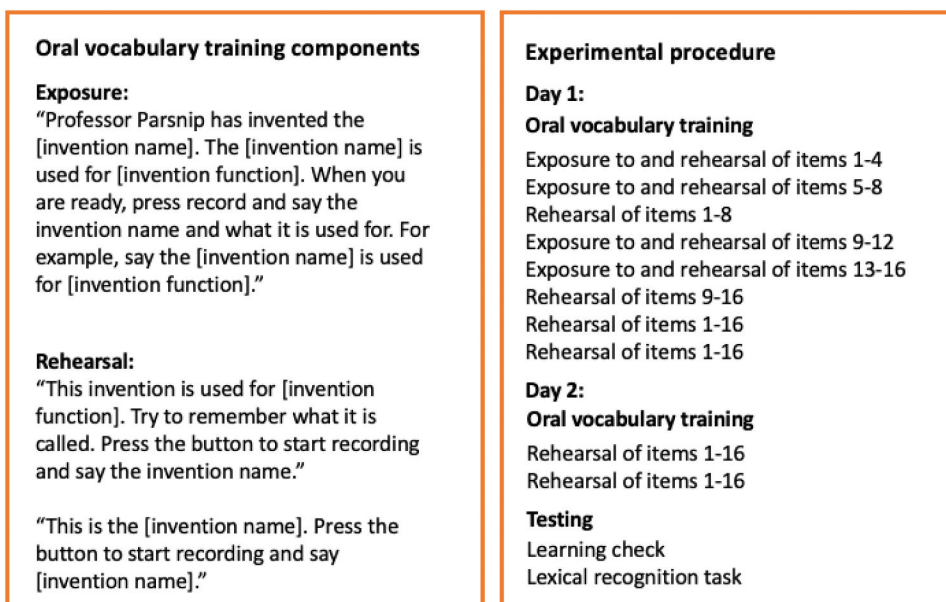 Oral vocabulary training components
Exposure:
“Professor Parsnip has invented the
[invention name]. The [invention name] is
used for [invention function]. When you
are ready, press record and say the
invention name and what it is used for. For
example, say the [invention name] is used
for [invention function].”
Rehearsal:
“This invention is used for [invention
function]. Try to remember what it is
called. Press the button to start recording
and say the invention name.”
“This is the [invention name]. Press the
button to start recording and say
[invention name].”
Experimental procedure
Day 1:
Oral vocabulary training
Exposure to and rehearsal of items 1-4
Exposure to and rehearsal of items 5-8
Rehearsal of items 1-8
Exposure to and rehearsal of items 9-12
Exposure to and rehearsal of items 13-16
Rehearsal of items 9-16
Rehearsal of items 1-16
Rehearsal of items 1-16
Day 2:
Oral vocabulary training
Rehearsal of items 1-16
Rehearsal of items 1-16
Testing
Learning check
Lexical recognition task